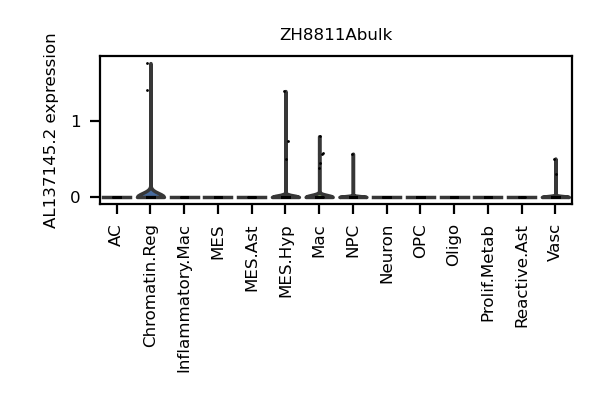 ZH8811Abulk
AL137145.2 expression
1
0
AC
Chromatin.Reg
Inflammatory.Mac
MES
MES.Ast
MES.Hyp
Mac
NPC
Neuron
OPC
Oligo
Prolif.Metab
Reactive.Ast
Vasc